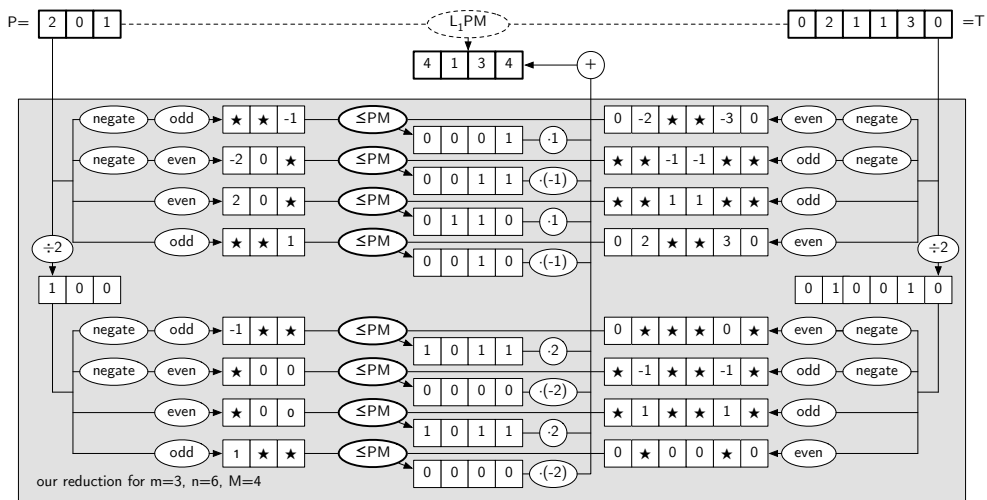 P= 2 0 1 L₁PM 0 2 1 1 3 0 =T
4 1 3 4 +
negate odd ★ ★ -1 ≤PM 0 -2 ★ ★ -3 0 even negate
0 0 0 1 ·1
negate even -2 0 ★ ≤PM ★ ★ -1 -1 ★ ★ odd negate
0 0 1 1 ·(-1)
even 2 0 ★ ≤PM ★ ★ 1 1 ★ ★ odd
0 1 1 0 ·1
odd ★ ★ 1 ≤PM 0 2 ★ ★ 3 0 even
÷2 ÷2
0 0 1 0 ·(-1)
1 0 0 0 1 0 0 1 0
negate odd -1 ★ ★ ≤PM 0 ★ ★ ★ 0 ★ even negate
1 0 1 1 ·2
negate even ★ 0 0 ≤PM ★ -1 ★ ★ -1 ★ odd negate
0 0 0 0 ·(-2)
even ★ 0 0 ≤PM ★ 1 ★ ★ 1 ★ odd
1 0 1 1 ·2
odd 1 ★ ★ ≤PM 0 ★ 0 0 ★ 0 even
0 0 0 0 ·(-2)
our reduction for m=3, n=6, M=4